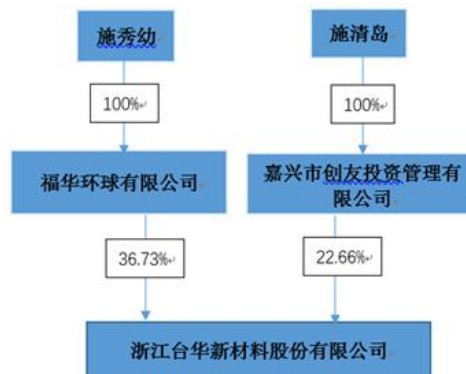 施秀幼
施清岛
100%
100%
福华环球有限公司
嘉兴市创友投资管理有
限公司
36.73%
22.66%
浙江台华新材料股份有限公司